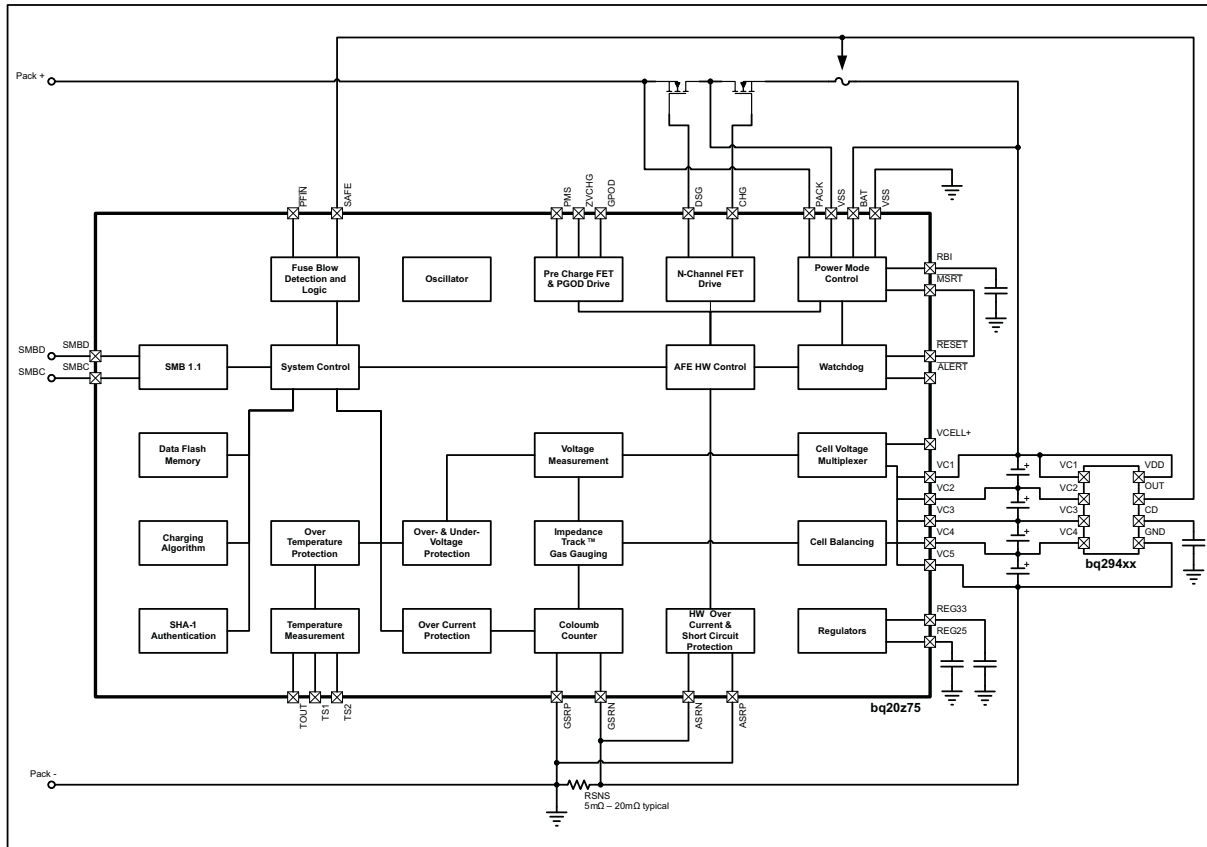 Pack +
PFIN
SAFE
PMS
ZVCHG
GPOD
DSG
CHG
PACK
VSS
BAT
VSS
Fuse Blow
Detection and
Logic
Oscillator
Pre Charge FET
& PGOD Drive
N-Channel FET
Drive
Power Mode
Control
RBI
MSRT
SMBD
SMBD
SMBC
SMBC
SMB 1.1
System Control
AFE HW Control
Watchdog
RESET
ALERT
Data Flash
Memory
Voltage
Measurement
Cell Voltage
Multiplexer
VCELL+
VC1
VC2
VC3
VC4
VC5
+
+
+
+
VC1
VC2
VC3
VC4
VDD
OUT
CD
GND
bq294xx
Charging
Algorithm
Over
Temperature
Protection
Over- & Under-
Voltage
Protection
Impedance
Track™
Gas Gauging
Cell Balancing
SHA-1
Authentication
Temperature
Measurement
Over Current
Protection
Coloumb
Counter
HW Over
Current &
Short Circuit
Protection
Regulators
REG33
REG25
TOUT
TS1
TS2
GSRP
GSRN
ASRN
ASRP
bq20z75
Pack -
RSNS
5mΩ – 20mΩ typical